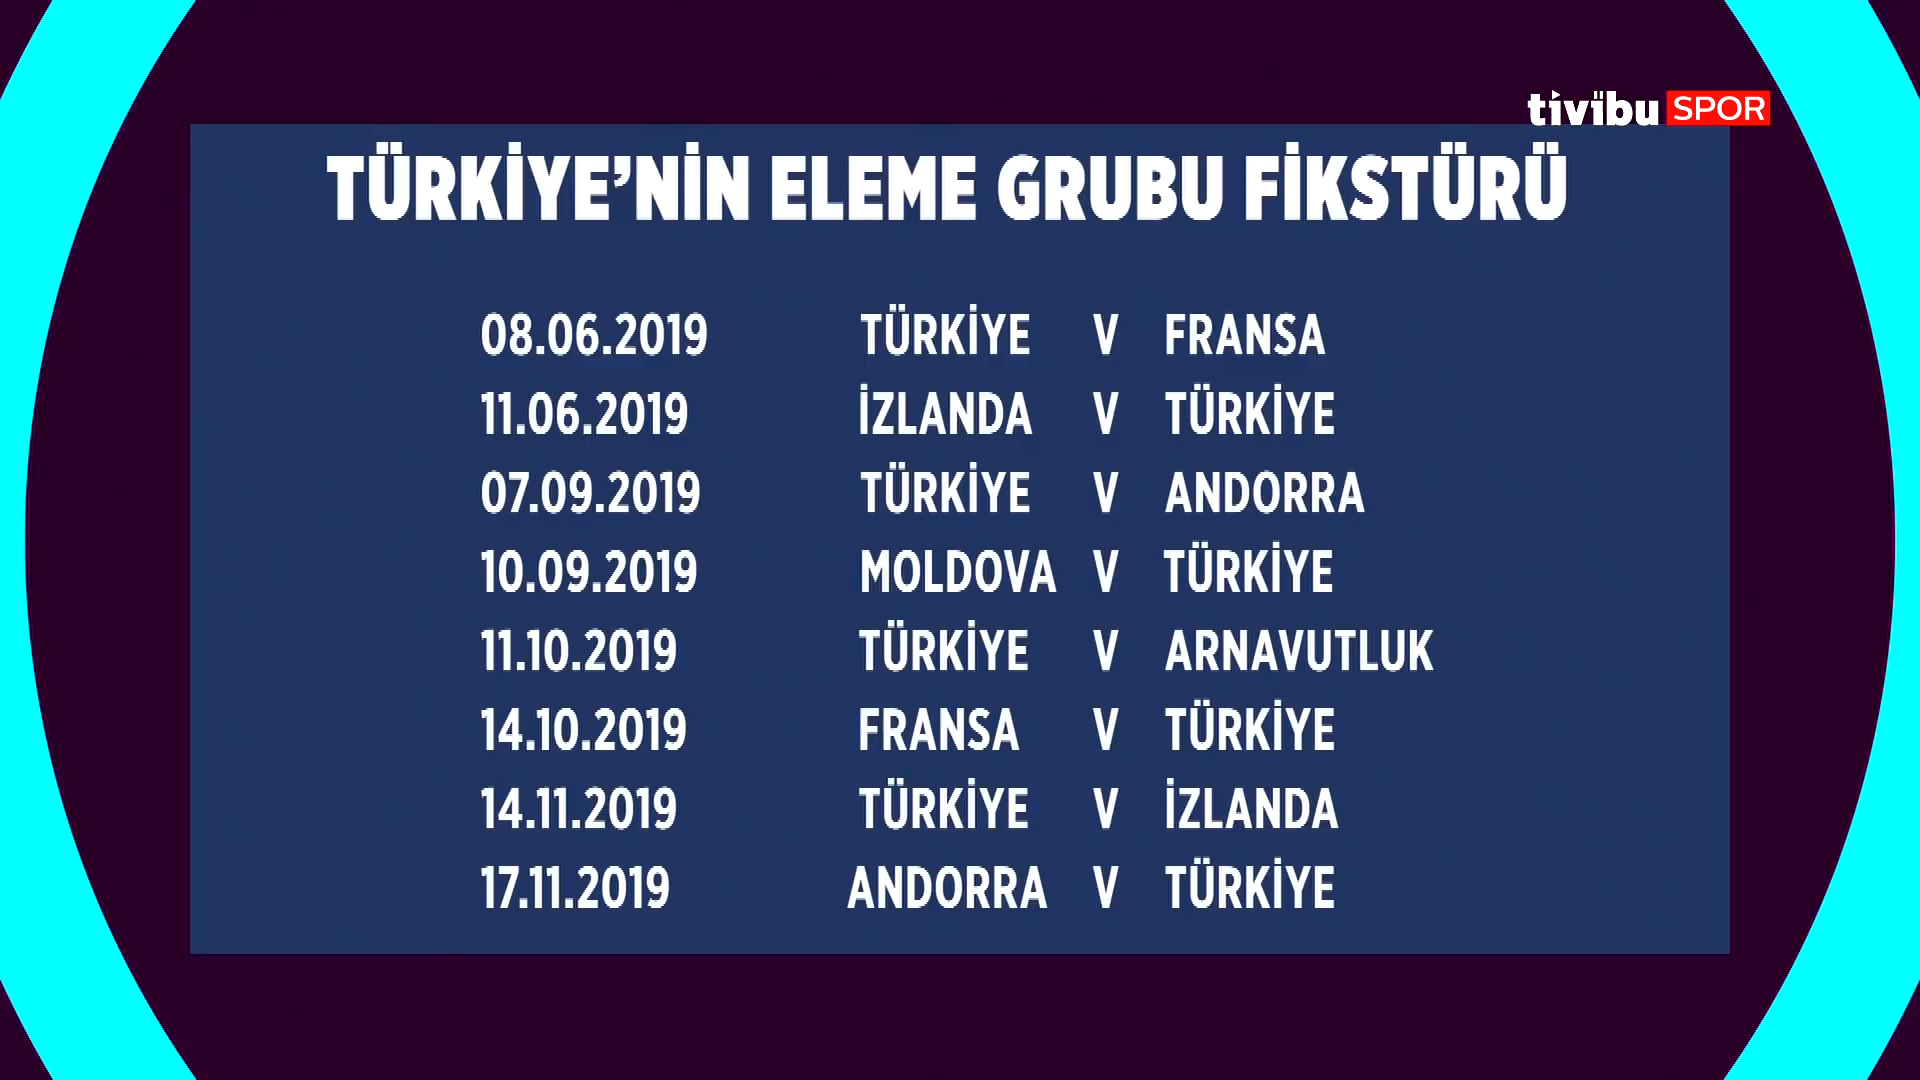 tivibu SPOR
TÜRKİYE'NİN ELEME GRUBU FİKSTÜRÜ
08.06.2019 TÜRKİYE V FRANSA
11.06.2019 İZLANDA V TÜRKİYE
07.09.2019 TÜRKİYE V ANDORRA
10.09.2019 MOLDOVA V TÜRKİYE
11.10.2019 TÜRKİYE V ARNAVUTLUK
14.10.2019 FRANSA V TÜRKİYE
14.11.2019 TÜRKİYE V İZLANDA
17.11.2019 ANDORRA V TÜRKİYE